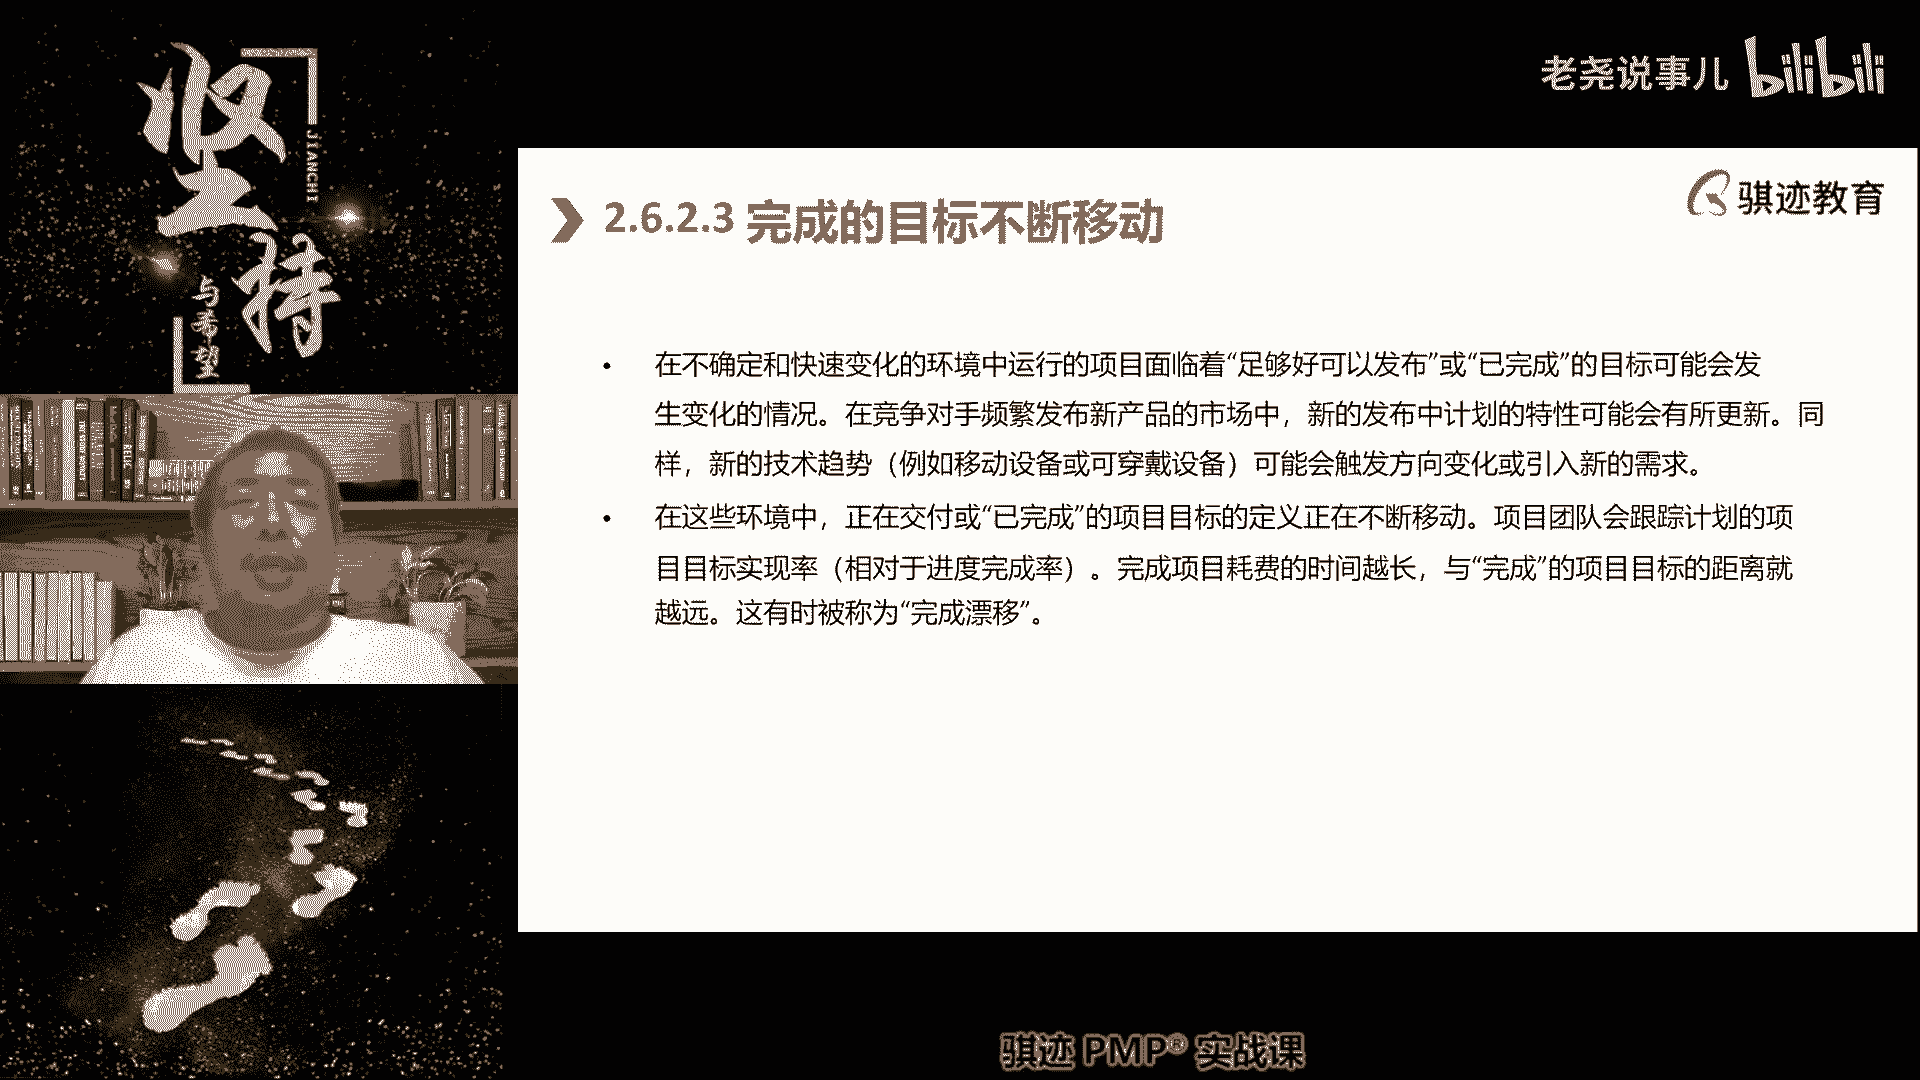 坚持
JIANCHI
与希望
老尧说事儿 bilibili
骐迹教育
2.6.2.3 完成的目标不断移动
• 在不确定和快速变化的环境中运行的项目面临着“足够好可以发布”或“已完成”的目标可能会发
生变化的情况。在竞争对手频繁发布新产品的市场中，新的发布中计划的特性可能会有所更新。同
样，新的技术趋势（例如移动设备或可穿戴设备）可能会触发方向变化或引入新的需求。
• 在这些环境中，正在交付或“已完成”的项目目标的定义正在不断移动。项目团队会跟踪计划的项
目目标实现率（相对于进度完成率）。完成项目耗费的时间越长，与“完成”的项目目标的距离就
越远。这有时被称为“完成漂移”。
骐迹 PMP® 实战课